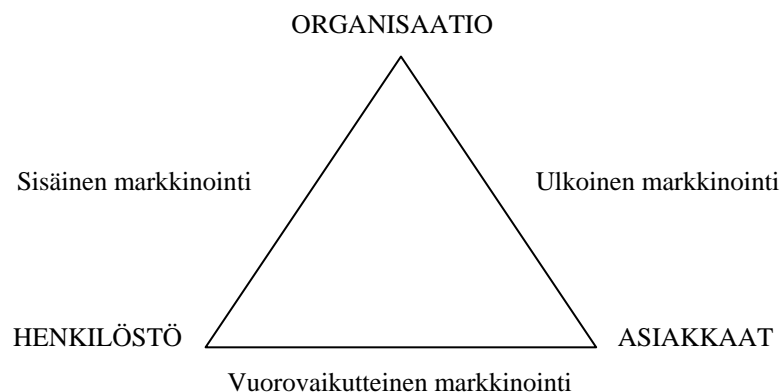 ORGANISAATIO
Sisäinen markkinointi
Ulkoinen markkinointi
HENKILÖSTÖ
ASIAKKAAT
Vuorovaikutteinen markkinointi